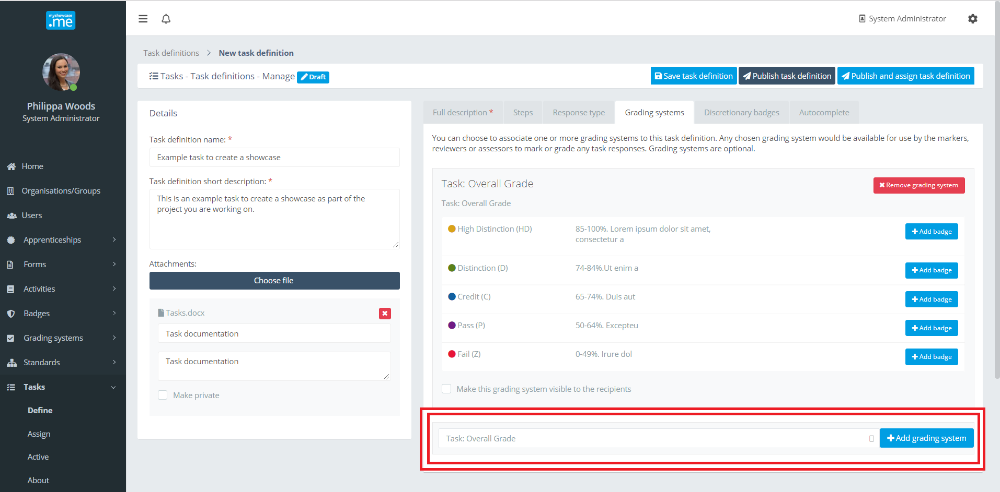 myshowcase
.me
System Administrator
Philippa Woods
System Administrator
Home
Organisations/Groups
Users
Apprenticeships
Forms
Activities
Badges
Grading systems
Standards
Tasks
Define
Assign
Active
About
Task definitions > New task definition
Tasks - Task definitions - Manage Draft
Save task definition Publish task definition Publish and assign task definition
Details
Task definition name: *
Example task to create a showcase
Task definition short description: *
This is an example task to create a showcase as part of the
project you are working on.
Attachments:
Choose file
Tasks.docx
Task documentation
Task documentation
Make private
Full description * Steps Response type Grading systems Discretionary badges Autocomplete
You can choose to associate one or more grading systems to this task definition. Any chosen grading system would be available for use by the markers,
reviewers or assessors to mark or grade any task responses. Grading systems are optional.
Task: Overall Grade Remove grading system
Task: Overall Grade
High Distinction (HD) 85-100%. Lorem ipsum dolor sit amet, Add badge
consectetur a
Distinction (D) 74-84%.Ut enim a Add badge
Credit (C) 65-74%. Duis aut Add badge
Pass (P) 50-64%. Excepteu Add badge
Fail (Z) 0-49%. Irure dol Add badge
Make this grading system visible to the recipients
Task: Overall Grade Add grading system